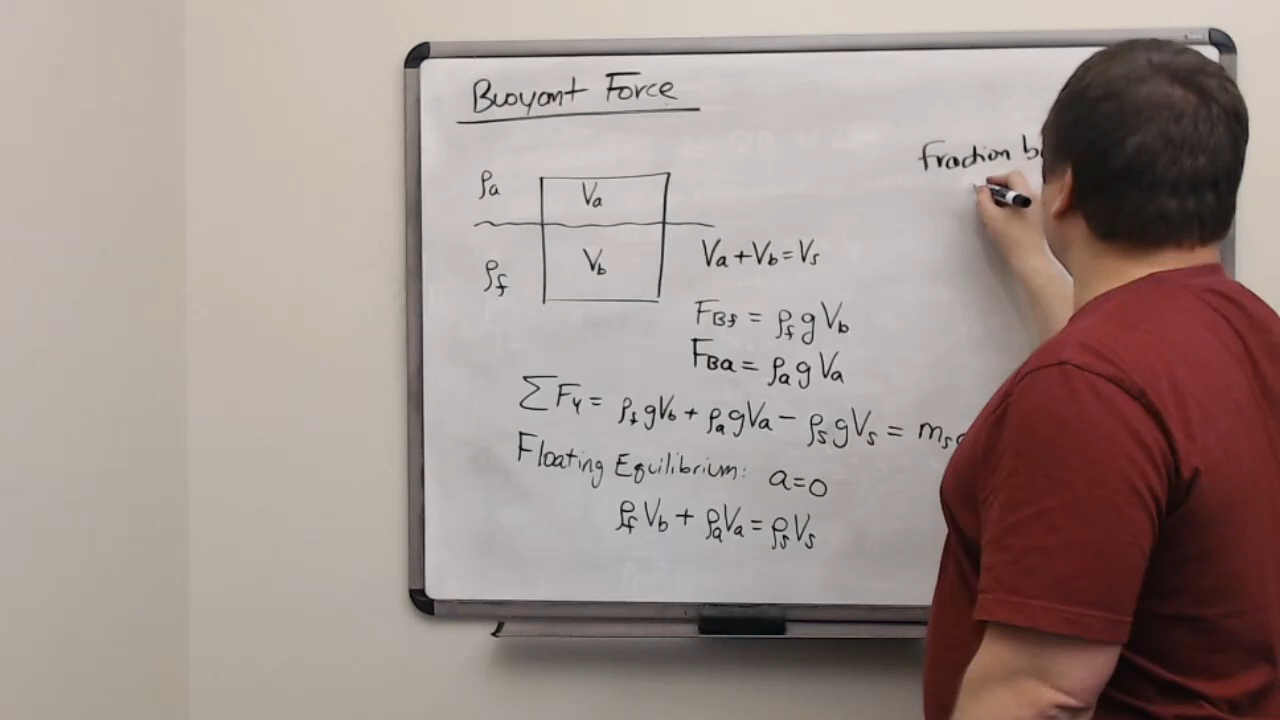 Buoyant Force
fraction
ρa
Va
ρf
Vb
Va + Vb = Vs
FBf = ρf g Vb
FBa = ρa g Va
∑Fy = ρf g Vb + ρa g Va - ρs g Vs = ms
Floating Equilibrium: a = 0
ρf Vb + ρa Va = ρs Vs